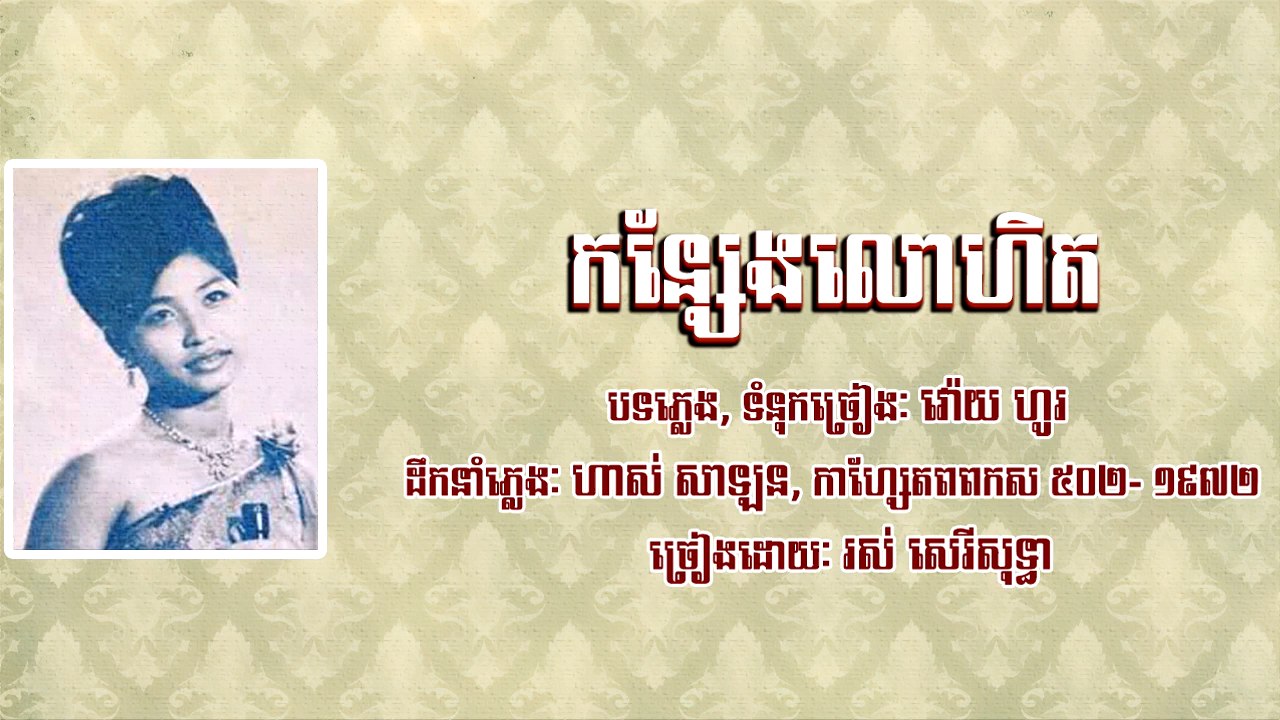 កន្សែងលោហិត
បទភ្លេង, ទំនុកច្រៀង: វ៉ោយ ហូរ
ដឹកនាំភ្លេង: ហាស់ សាឡន, កាហ្សែតពពកស ៥០២- ១៩៧២
ច្រៀងដោយ: រស់ សេរីសុទ្ធា